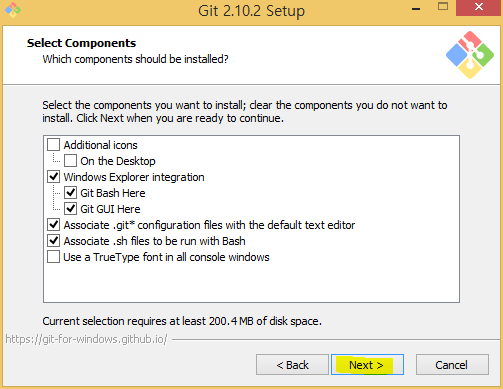 Git 2.10.2 Setup
Select Components
Which components should be installed?
Select the components you want to install; clear the components you do not want to
install. Click Next when you are ready to continue.
Additional icons
On the Desktop
Windows Explorer integration
Git Bash Here
Git GUI Here
Associate .git* configuration files with the default text editor
Associate .sh files to be run with Bash
Use a TrueType font in all console windows
Current selection requires at least 200.4 MB of disk space.
https://git-for-windows.github.io/
< Back
Next >
Cancel